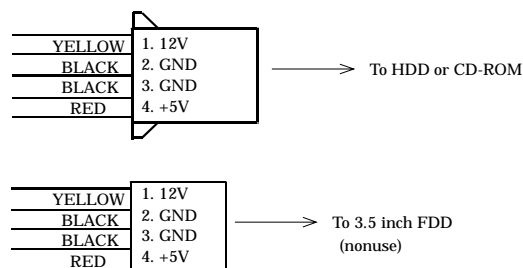 YELLOW 1. 12V
BLACK 2. GND
BLACK 3. GND
RED 4. +5V
To HDD or CD-ROM
YELLOW 1. 12V
BLACK 2. GND
BLACK 3. GND
RED 4. +5V
To 3.5 inch FDD
(nonuse)